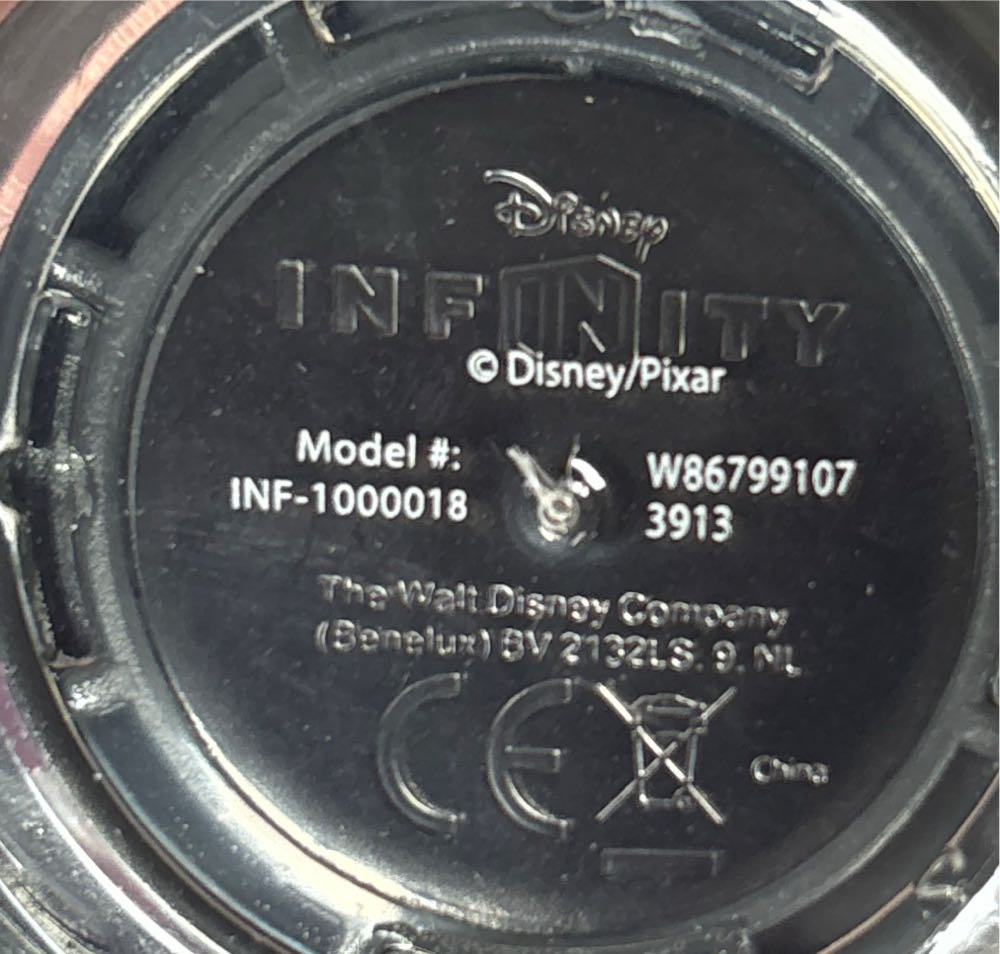 Disney
INFINITY
© Disney/Pixar
Model #:
INF-1000018
W86799107
3913
The Walt Disney Company
(Benelux) BV 2132LS. 9. NL
CE
China